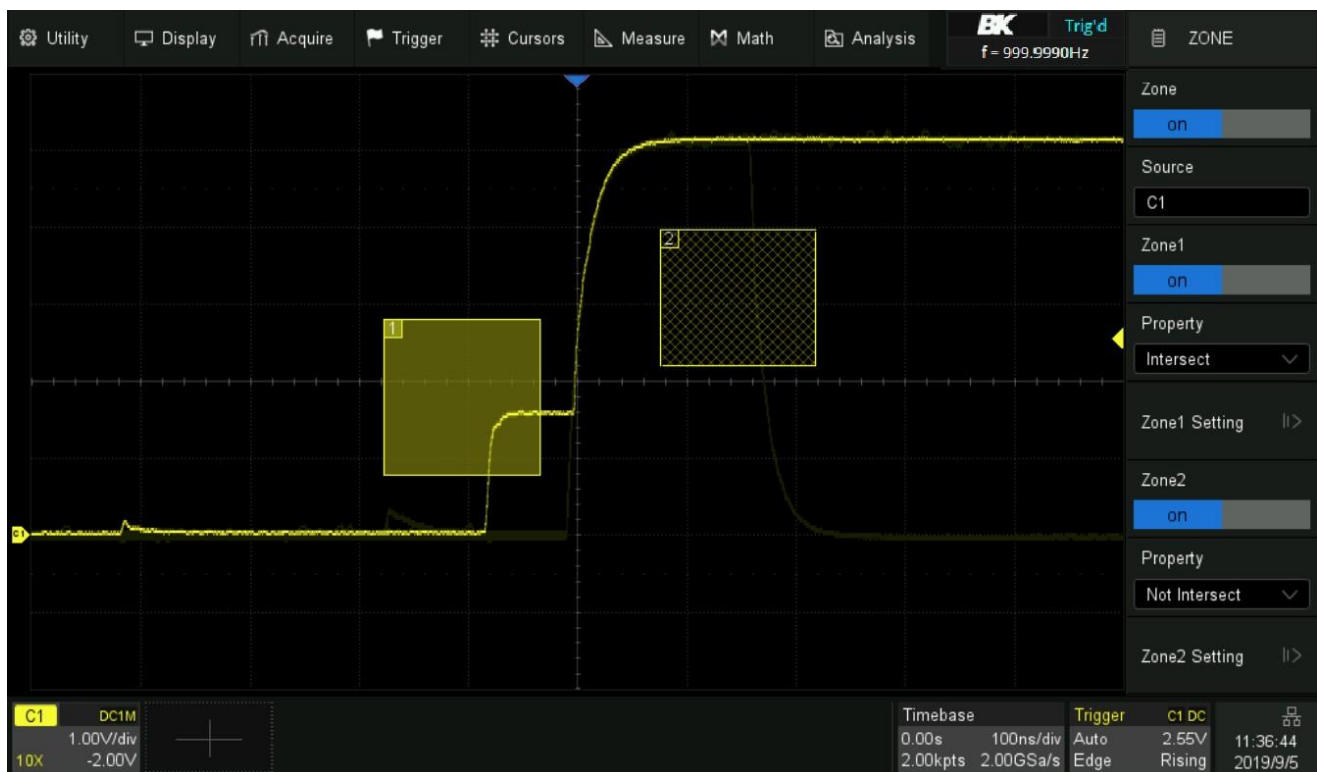 Utility Display Acquire Trigger Cursors Measure Math Analysis
BK Trig'd
f = 999.9990Hz
ZONE
Zone
on
Source
C1
Zone1
on
Property
Intersect
Zone1 Setting
Zone2
on
Property
Not Intersect
Zone2 Setting
1
2
C1
C1 DC1M
1.00V/div
10X -2.00V
Timebase
0.00s 100ns/div
2.00kpts 2.00GSa/s
Trigger C1 DC
Auto 2.55V
Edge Rising
11:36:44
2019/9/5